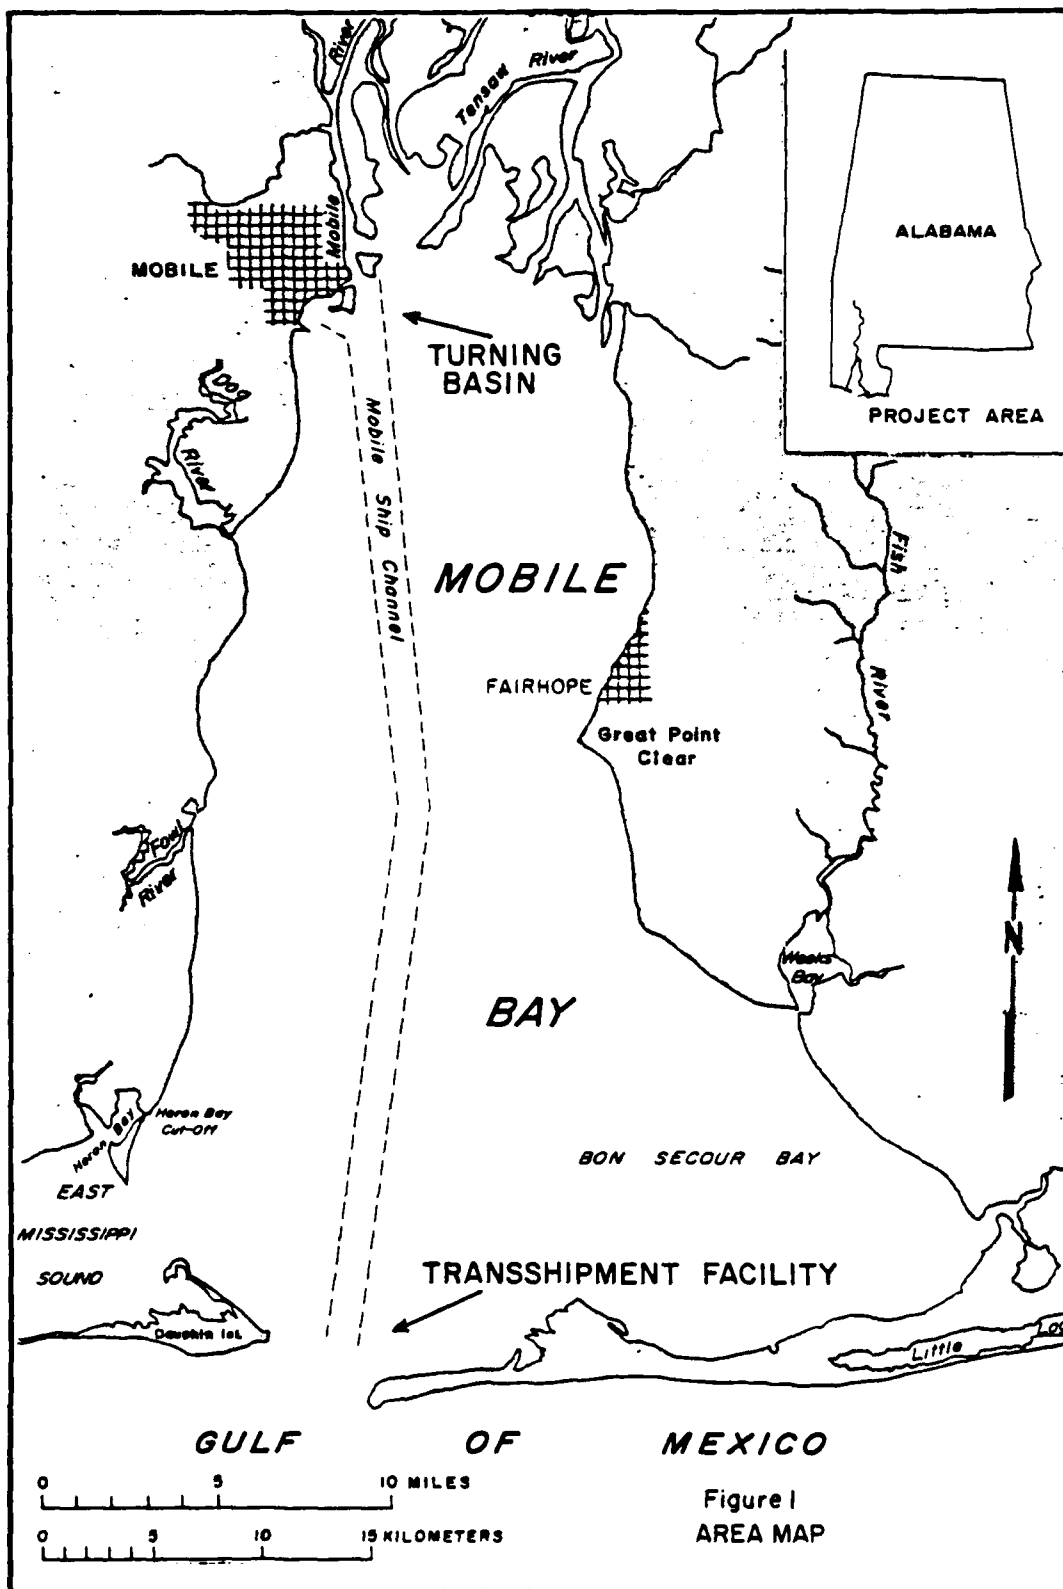 River
Tensaw River
Mobile
MOBILE
ALABAMA
PROJECT AREA
TURNING
BASIN
Dog
River
Mobile Ship Channel
Fish
River
MOBILE
FAIRHOPE
Great Point
Clear
Fowl
River
N
Weeks
Bay
BAY
Heron Bay
Heron Bay
Cut-Off
BON SECOUR BAY
EAST
MISSISSIPPI
SOUND
TRANSSHIPMENT FACILITY
Dauphin Isl.
Little
GULF OF MEXICO
0 5 10 MILES
0 5 10 15 KILOMETERS
Figure 1
AREA MAP